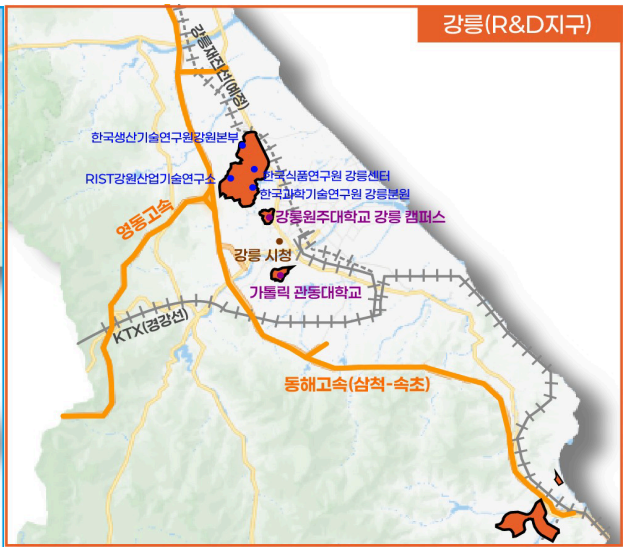 강릉(R&D지구)
강릉제진선(예정)
한국생산기술연구원강원본부
한국식품연구원 강릉센터
RIST강원산업기술연구소
한국과학기술연구원 강릉분원
영동고속
강릉원주대학교 강릉 캠퍼스
강릉 시청
가톨릭 관동대학교
KTX(경강선)
동해고속(삼척-속초)